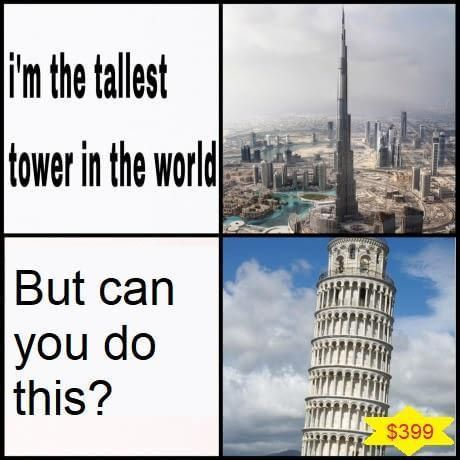 i'm the tallest
tower in the world
But can
you do
this?
$399